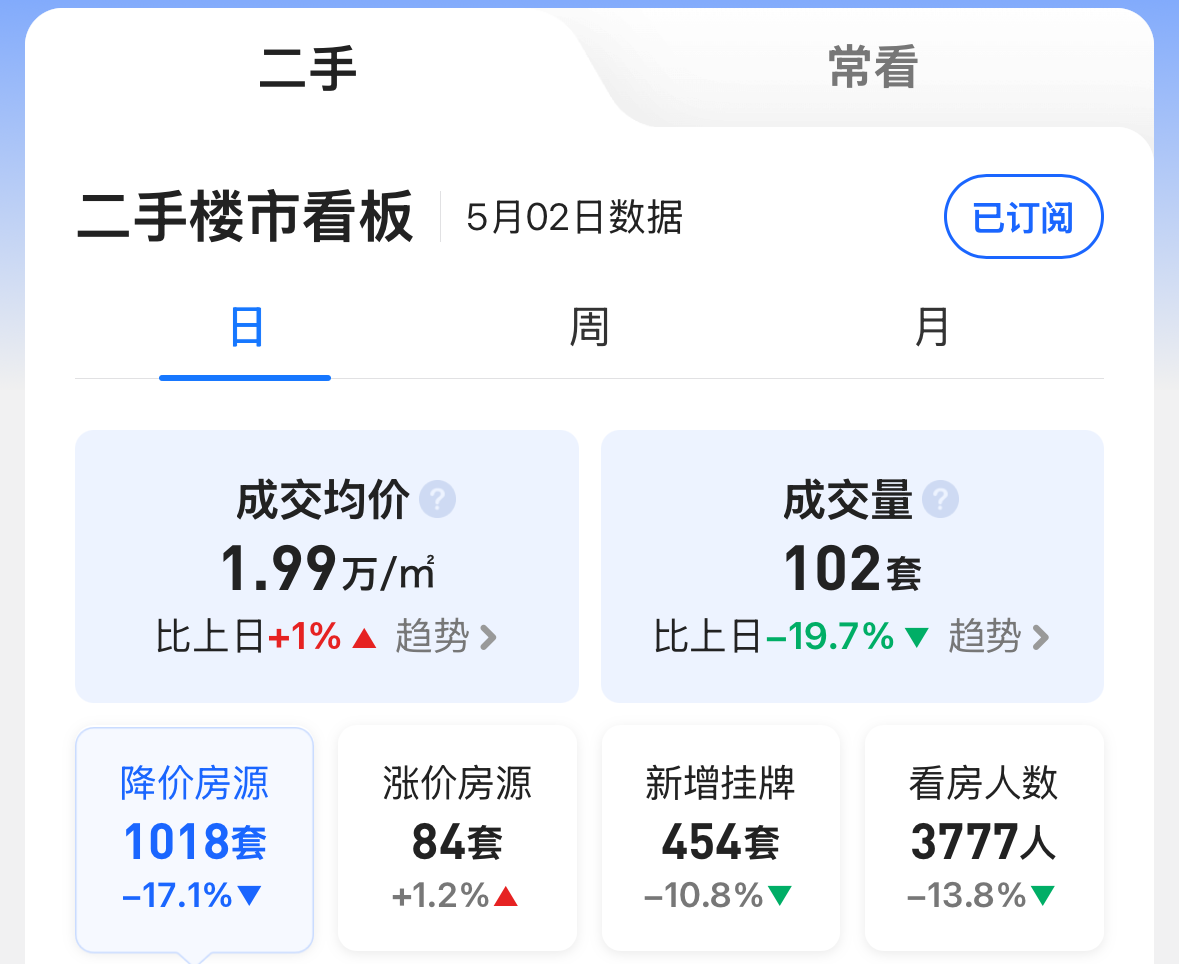 二手 常看
二手楼市看板 5月02日数据 已订阅
日 周 月
成交均价 ?
1.99万/㎡
比上日+1% ▲ 趋势 >
成交量 ?
102套
比上日-19.7% ▼ 趋势 >
降价房源
1018套
-17.1%▼
涨价房源
84套
+1.2%▲
新增挂牌
454套
-10.8%▼
看房人数
3777人
-13.8%▼